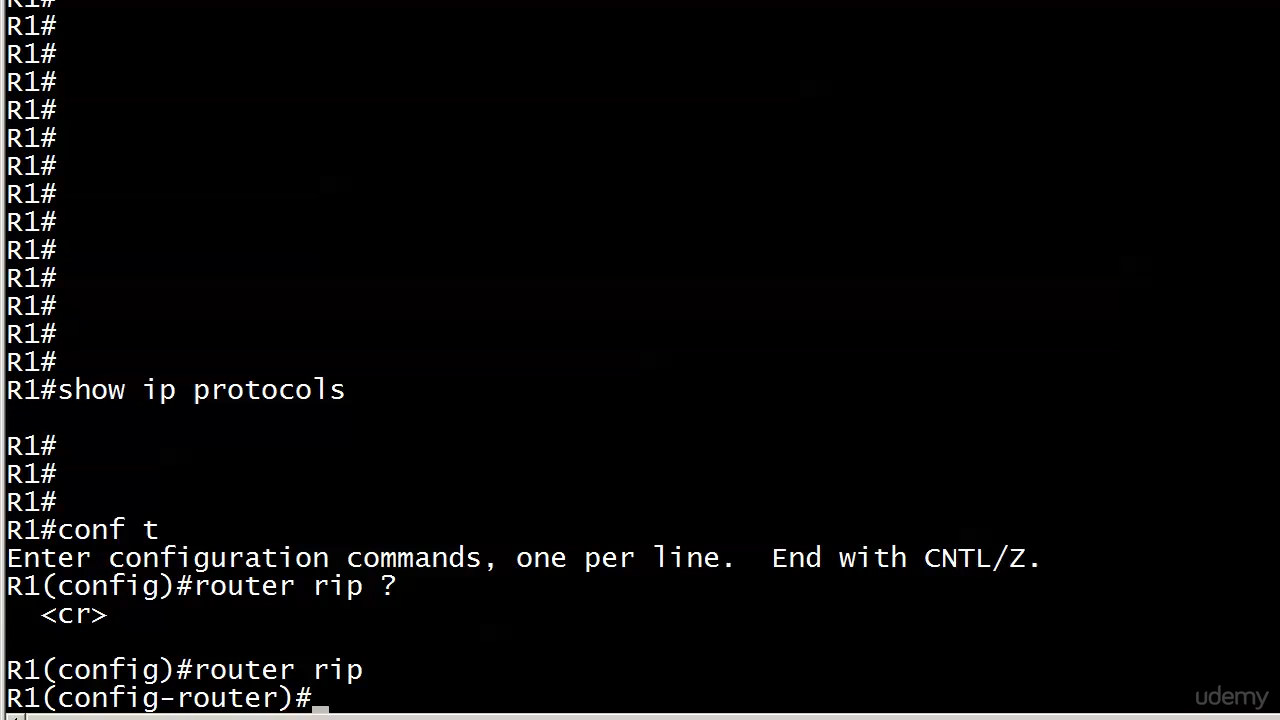 R1#
R1#
R1#
R1#
R1#
R1#
R1#
R1#
R1#
R1#
R1#
R1#
R1#
R1#
R1#show ip protocols
R1#
R1#
R1#
R1#conf t
Enter configuration commands, one per line.  End with CNTL/Z.
R1(config)#router rip ?
  <cr>
R1(config)#router rip
R1(config-router)#
udemy